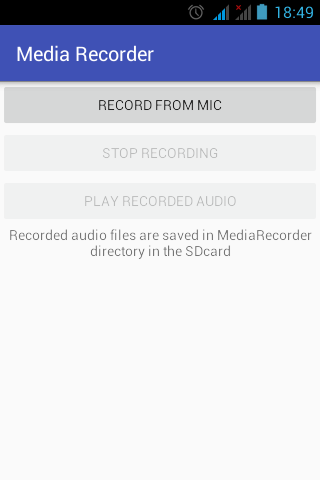 18:49
Media Recorder
RECORD FROM MIC
STOP RECORDING
PLAY RECORDED AUDIO
Recorded audio files are saved in MediaRecorder
directory in the SDcard